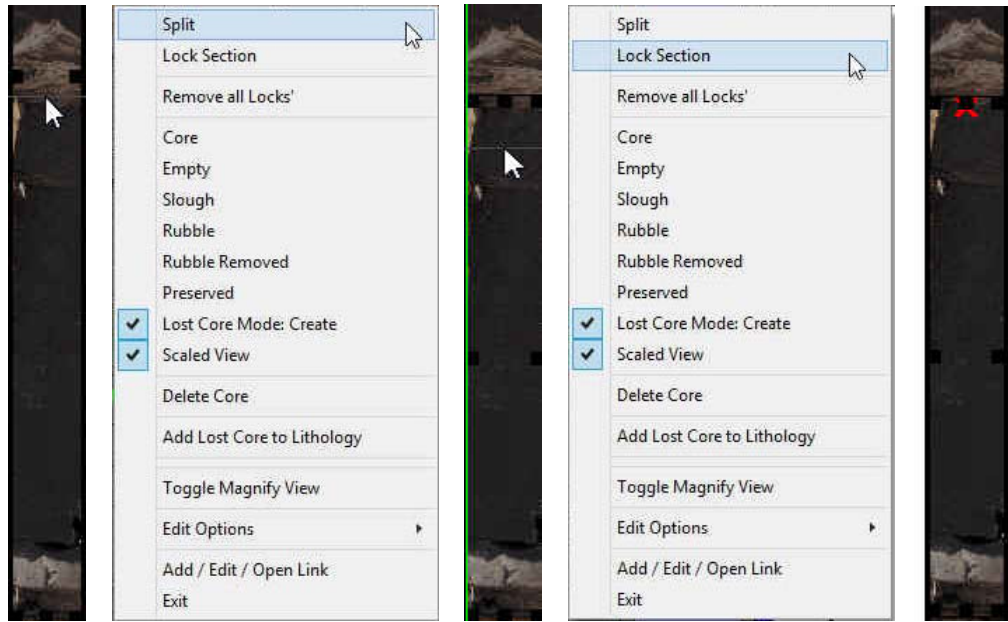 Split
Lock Section
Remove all Locks'
Core
Empty
Slough
Rubble
Rubble Removed
Preserved
Lost Core Mode: Create
Scaled View
Delete Core
Add Lost Core to Lithology
Toggle Magnify View
Edit Options
Add / Edit / Open Link
Exit
Split
Lock Section
Remove all Locks'
Core
Empty
Slough
Rubble
Rubble Removed
Preserved
Lost Core Mode: Create
Scaled View
Delete Core
Add Lost Core to Lithology
Toggle Magnify View
Edit Options
Add / Edit / Open Link
Exit